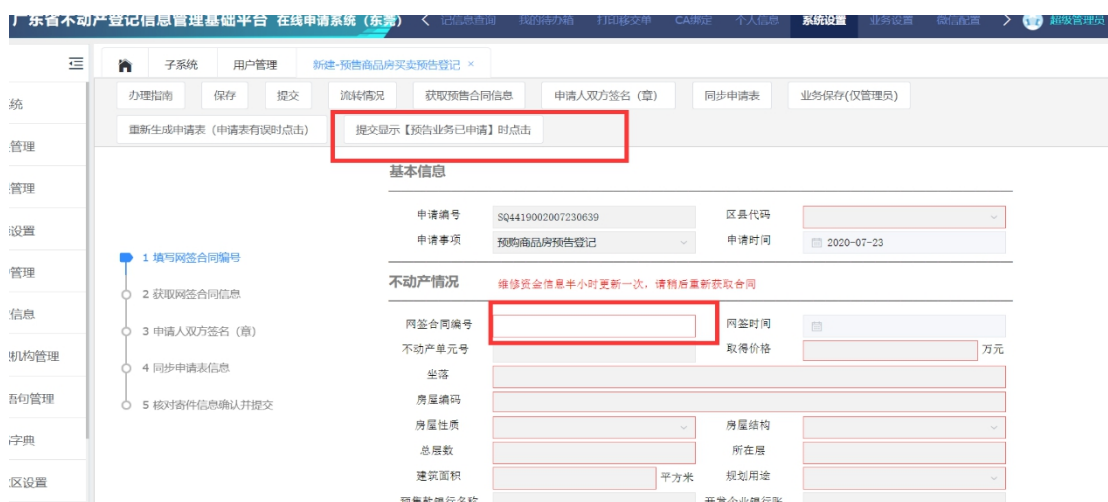 广东省不动产登记信息管理基础平台 在线申请系统（东莞） < 记信息查询 我的待办箱 打印移交单 CA绑定 个人信息 系统设置 业务设置 微信配置 > 超级管理员
子系统 用户管理 新建-预售商品房买卖预告登记 ×
办理指南 保存 提交 流转情况 获取预售合同信息 申请人双方签名（章） 同步申请表 业务保存(仅管理员)
重新生成申请表（申请表有误时点击） 提交显示【预告业务已申请】时点击
统
管理
管理
设置
管理
信息
机构管理
语句管理
字典
区设置
1 填写网签合同编号
2 获取网签合同信息
3 申请人双方签名（章）
4 同步申请表信息
5 核对寄件信息确认并提交
基本信息
申请编号 SQ4419002007230639 区县代码
申请事项 预购商品房预告登记 申请时间 2020-07-23
不动产情况 维修资金信息半小时更新一次，请稍后重新获取合同
网签合同编号 网签时间
不动产单元号 取得价格 万元
坐落
房屋编码
房屋性质 房屋结构
总层数 所在层
建筑面积 平方米 规划用途
预售款银行名称 开发企业银行账